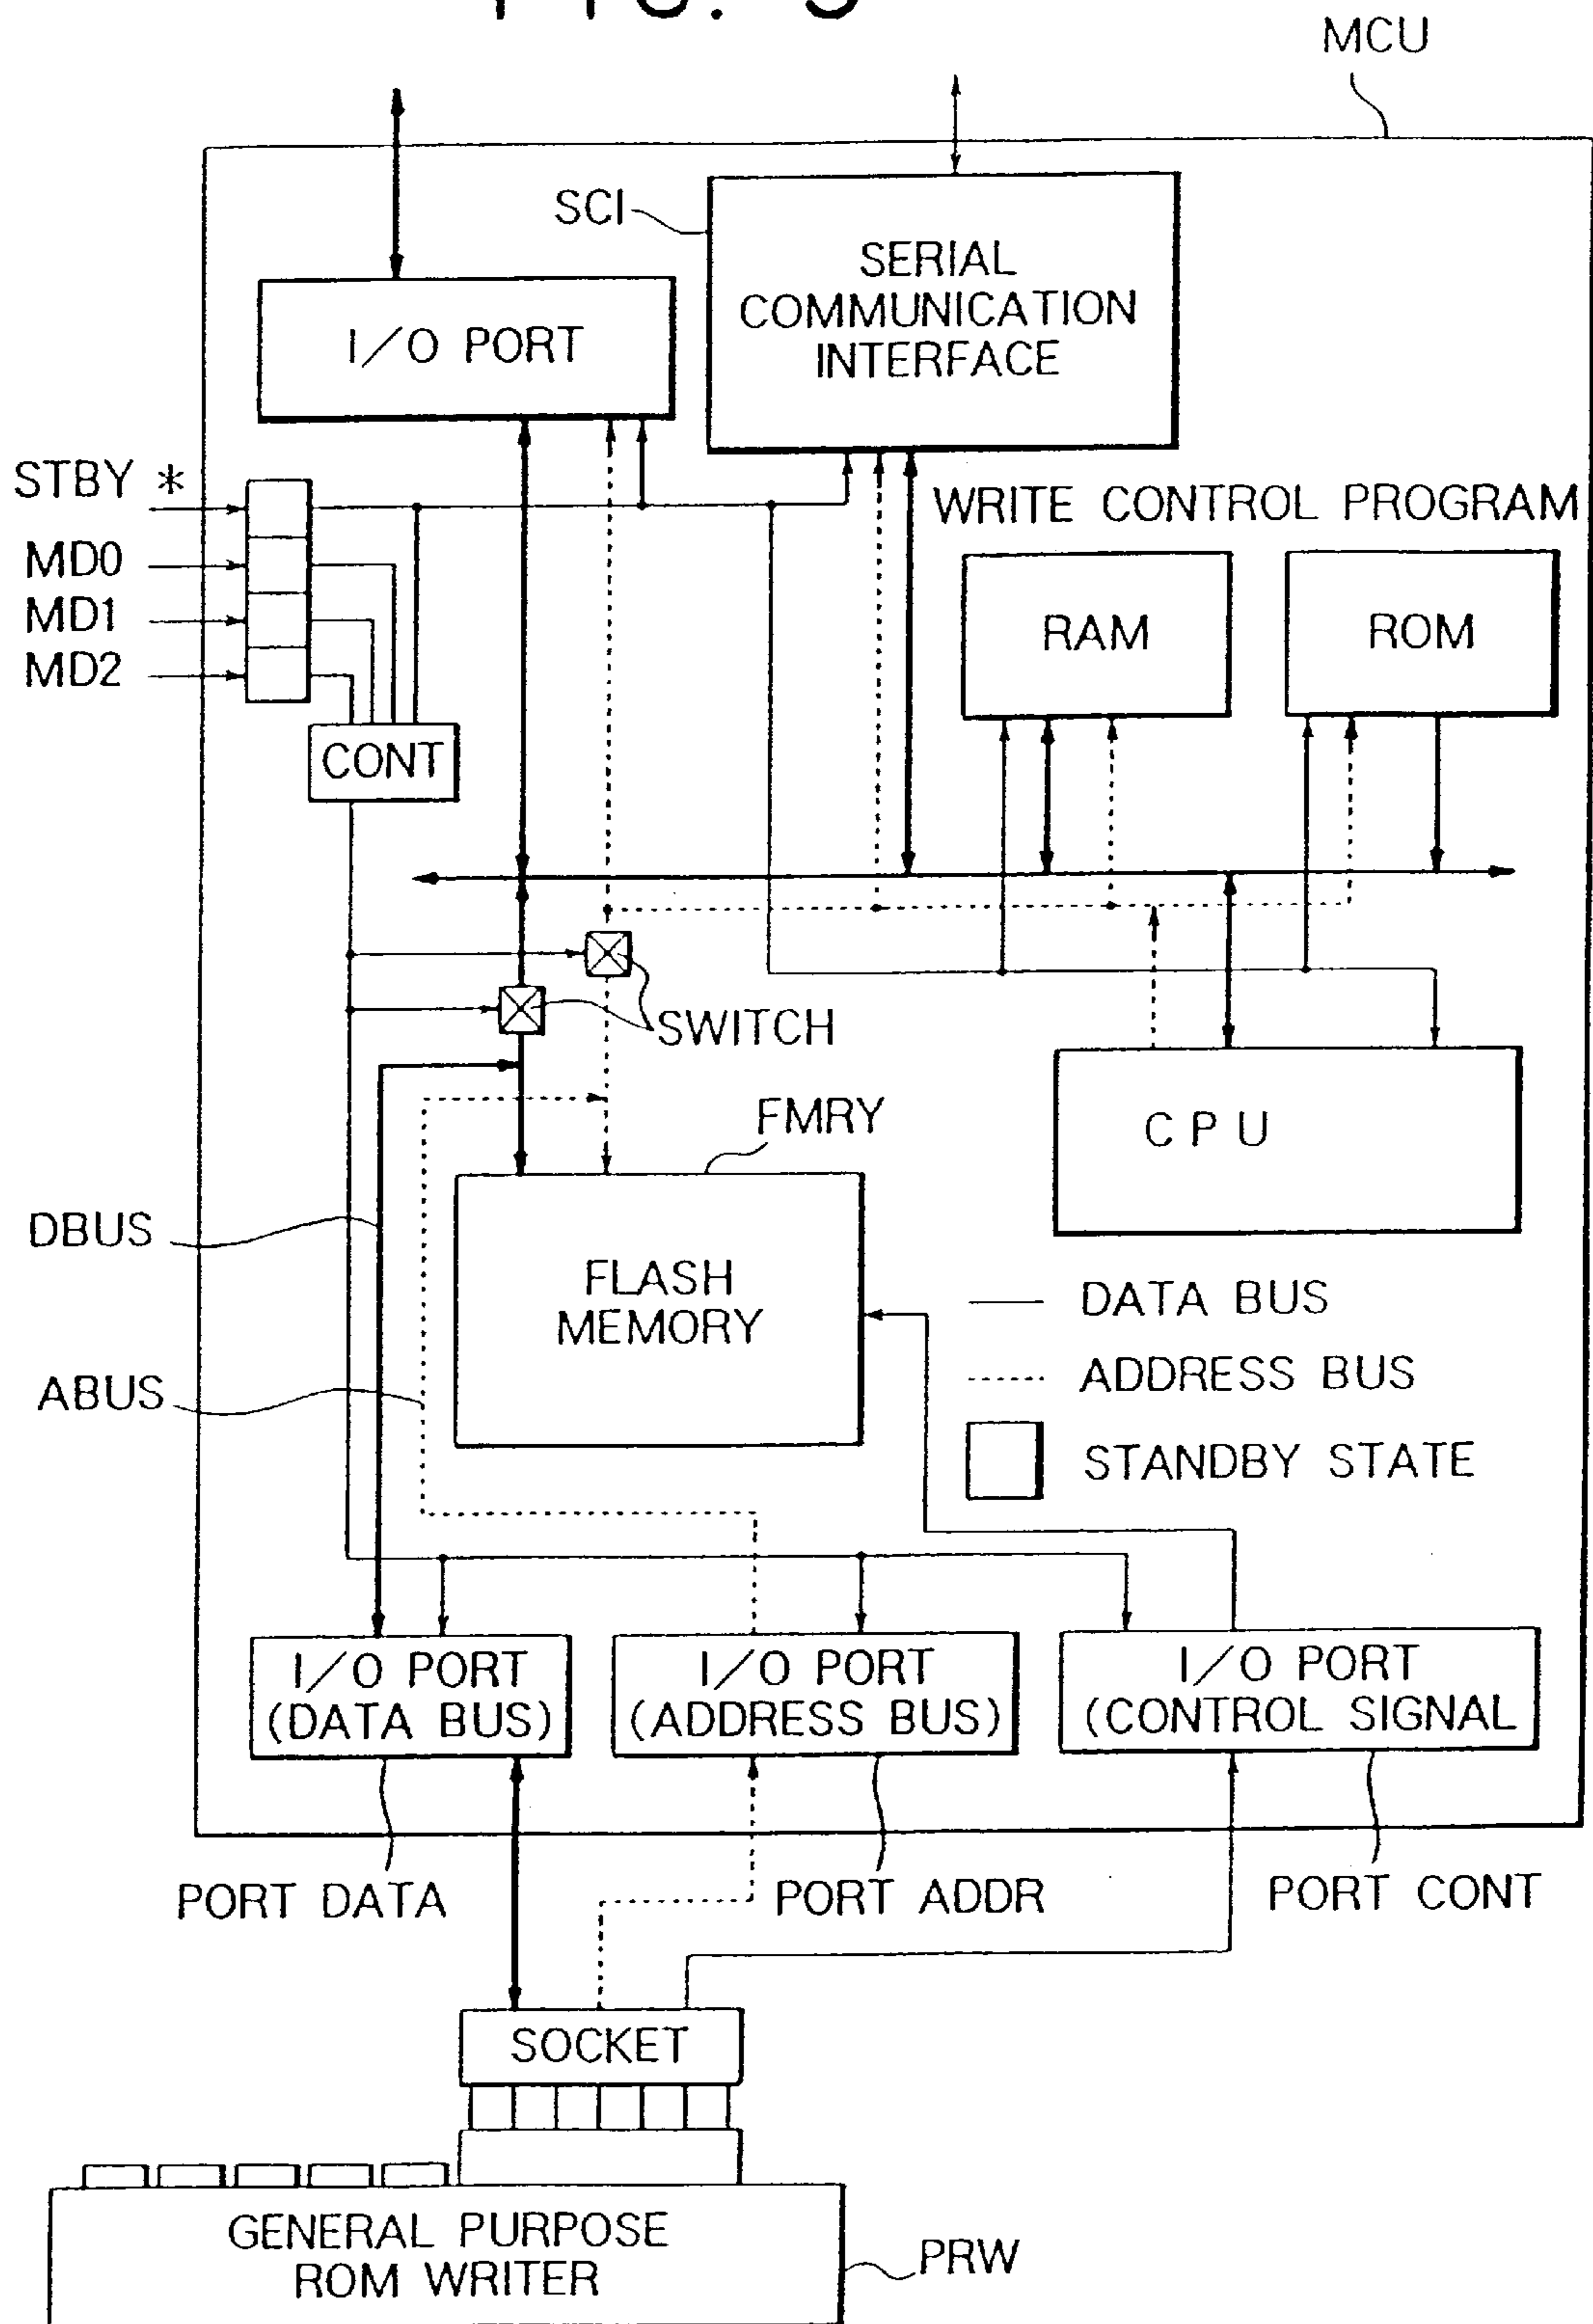 MCU
SCI
SERIAL
COMMUNICATION
INTERFACE
I/O PORT
STBY *
MD0
MD1
MD2
WRITE CONTROL PROGRAM
RAM
ROM
CONT
SWITCH
FMRY
CPU
DBUS
FLASH
MEMORY
DATA BUS
ADDRESS BUS
ABUS
STANDBY STATE
I/O PORT
(DATA BUS)
I/O PORT
(ADDRESS BUS)
I/O PORT
(CONTROL SIGNAL
PORT DATA
PORT ADDR
PORT CONT
SOCKET
GENERAL PURPOSE
ROM WRITER
PRW